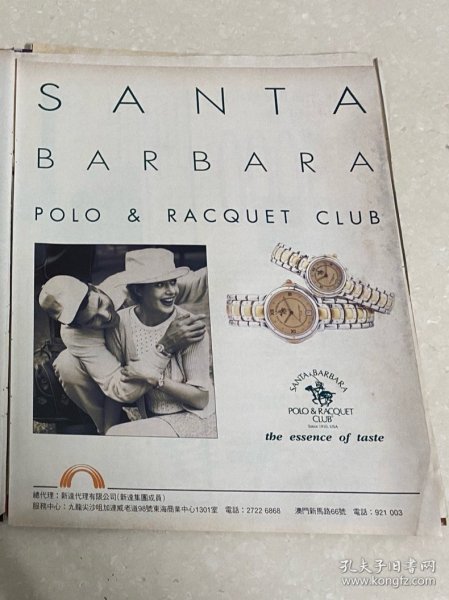 SANTA
BARBARA
POLO & RACQUET CLUB
SANTA BARBARA
POLO & RACQUET
CLUB
Since 1910, USA
the essence of taste
總代理：新達代理有限公司(新達集團成員)
服務中心：九龍尖沙咀加連威老道98號東海商業中心1301室 電話：2722 6868 澳門新馬路66號 電話：921 003
孔夫子旧书网
www.kongfz.com